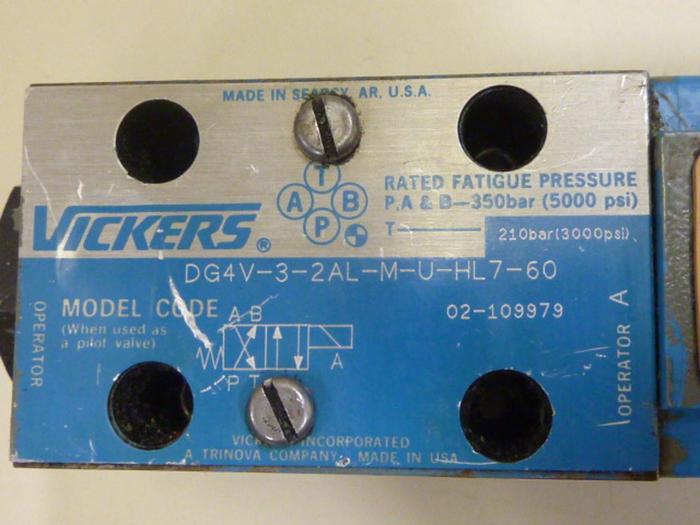 MADE IN SEARCY, AR, U.S.A.
T
A B
P
RATED FATIGUE PRESSURE
P,A & B—350bar (5000 psi)
T— 210bar(3000psi)
VICKERS®
DG4V-3-2AL-M-U-HL7-60
MODEL CODE
02-109979
(When used as
a pilot valve)
A B
A
P T
OPERATOR
OPERATOR A
VICKERS INCORPORATED
A TRINOVA COMPANY, MADE IN USA